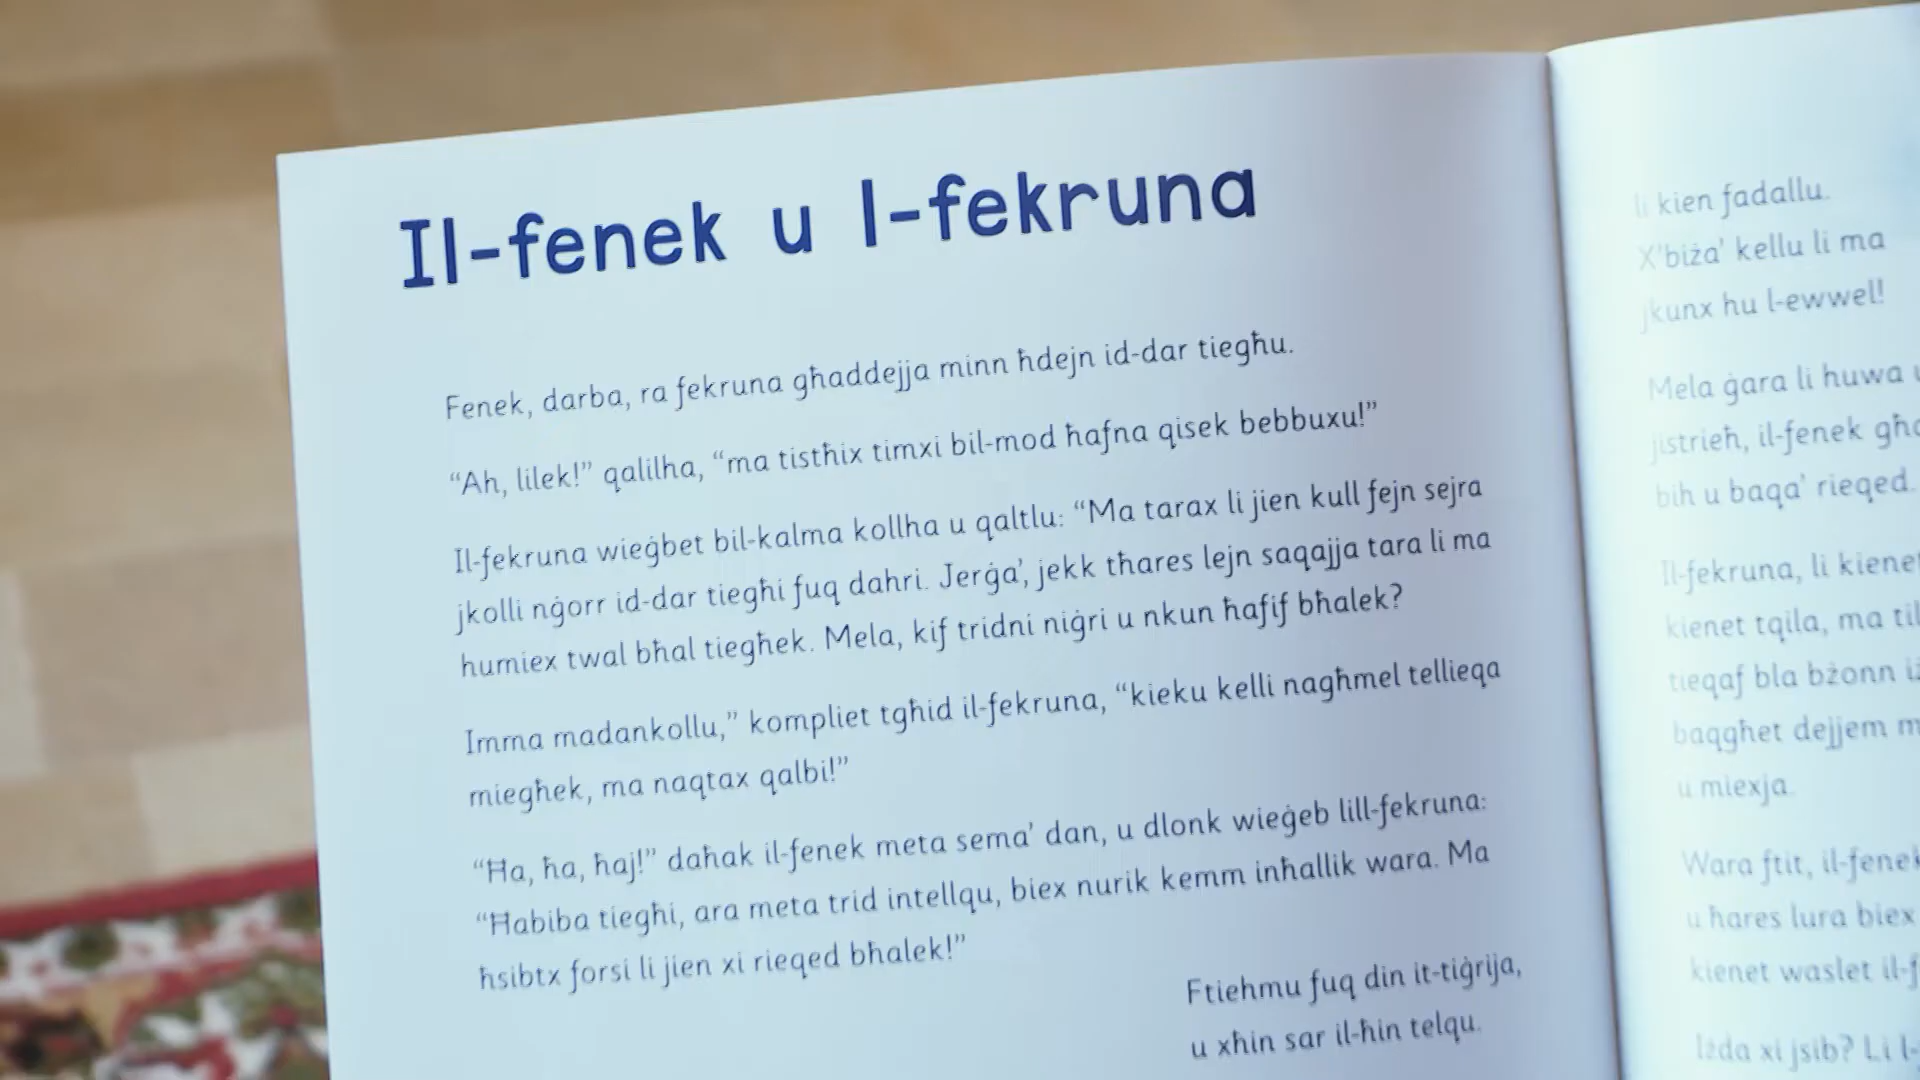 Il-fenek u l-fekruna
Fenek, darba, ra fekruna għaddejja minn ħdejn id-dar tiegħu.
“Ah, lilek!” qalilha, “ma tistħix timxi bil-mod ħafna qisek bebbuxu!”
Il-fekruna wieġbet bil-kalma kollha u qaltlu: “Ma tarax li jien kull fejn sejra
jkolli nġorr id-dar tiegħi fuq dahri. Jerġa’, jekk tħares lejn saqajja tara li ma
humiex twal bħal tiegħek. Mela, kif tridni niġri u nkun ħafif bħalek?
Imma madankollu,” kompliet tgħid il-fekruna, “kieku kelli nagħmel tellieqa
miegħek, ma naqtax qalbi!”
“Ħa, ħa, ħaj!” daħak il-fenek meta sema’ dan, u dlonk wieġeb lill-fekruna:
“Ħabiba tiegħi, ara meta trid intellqu, biex nurik kemm inħallik wara. Ma
ħsibtx forsi li jien xi rieqed bħalek!”
Ftiehmu fuq din it-tiġrija,
u xħin sar il-ħin telqu.
li kien fadallu.
X’biża’ kellu li ma
jkunx hu l-ewwel!
Mela ġara li huwa
jistrieħ, il-fenek
bih u baqa’ rieqed.
Il-fekruna, li kienet
kienet tqila, ma
tieqaf bla bżonn
baqgħet dejjem
u miexja.
Wara ftit, il-fenek
u ħares lura biex
kienet waslet
Iżda xi jsib? Li